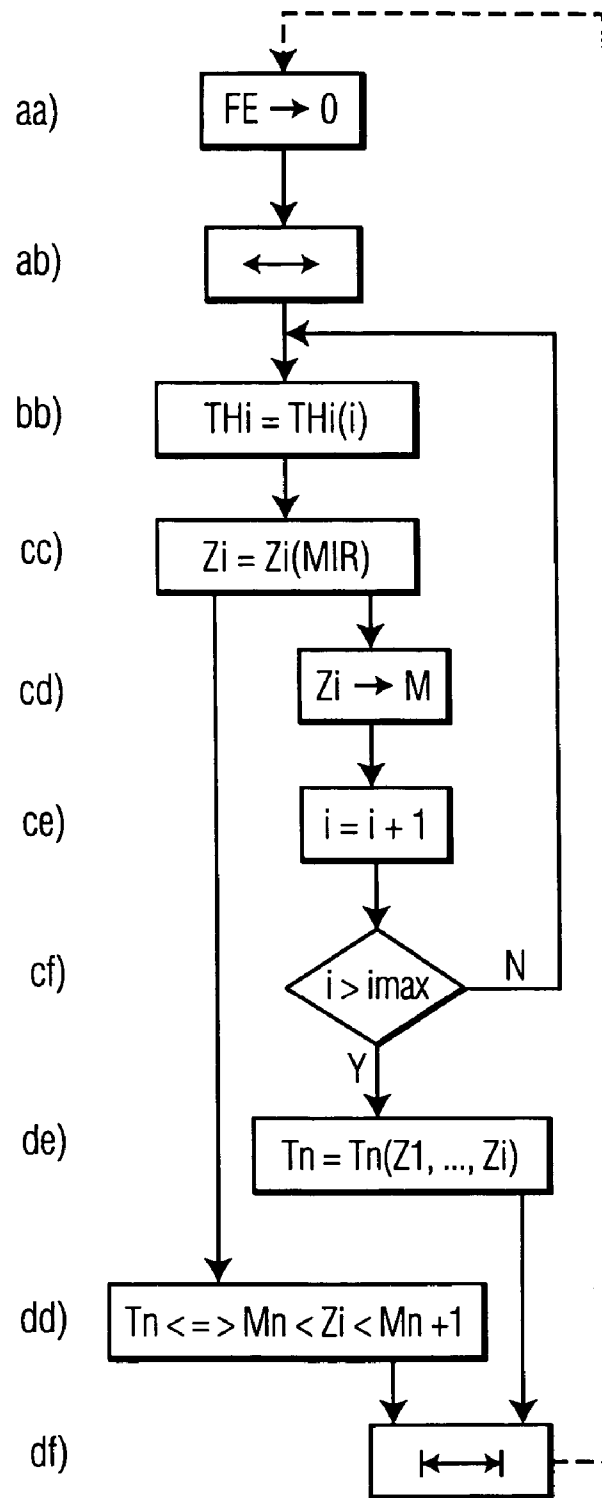 aa) FE → 0
ab)
bb) THi = THi(i)
cc) Zi = Zi(MIR)
cd) Zi → M
ce) i = i + 1
cf) i > imax N
Y
de) Tn = Tn(Z1, ..., Zi)
dd) Tn < = > Mn < Zi < Mn +1
df)